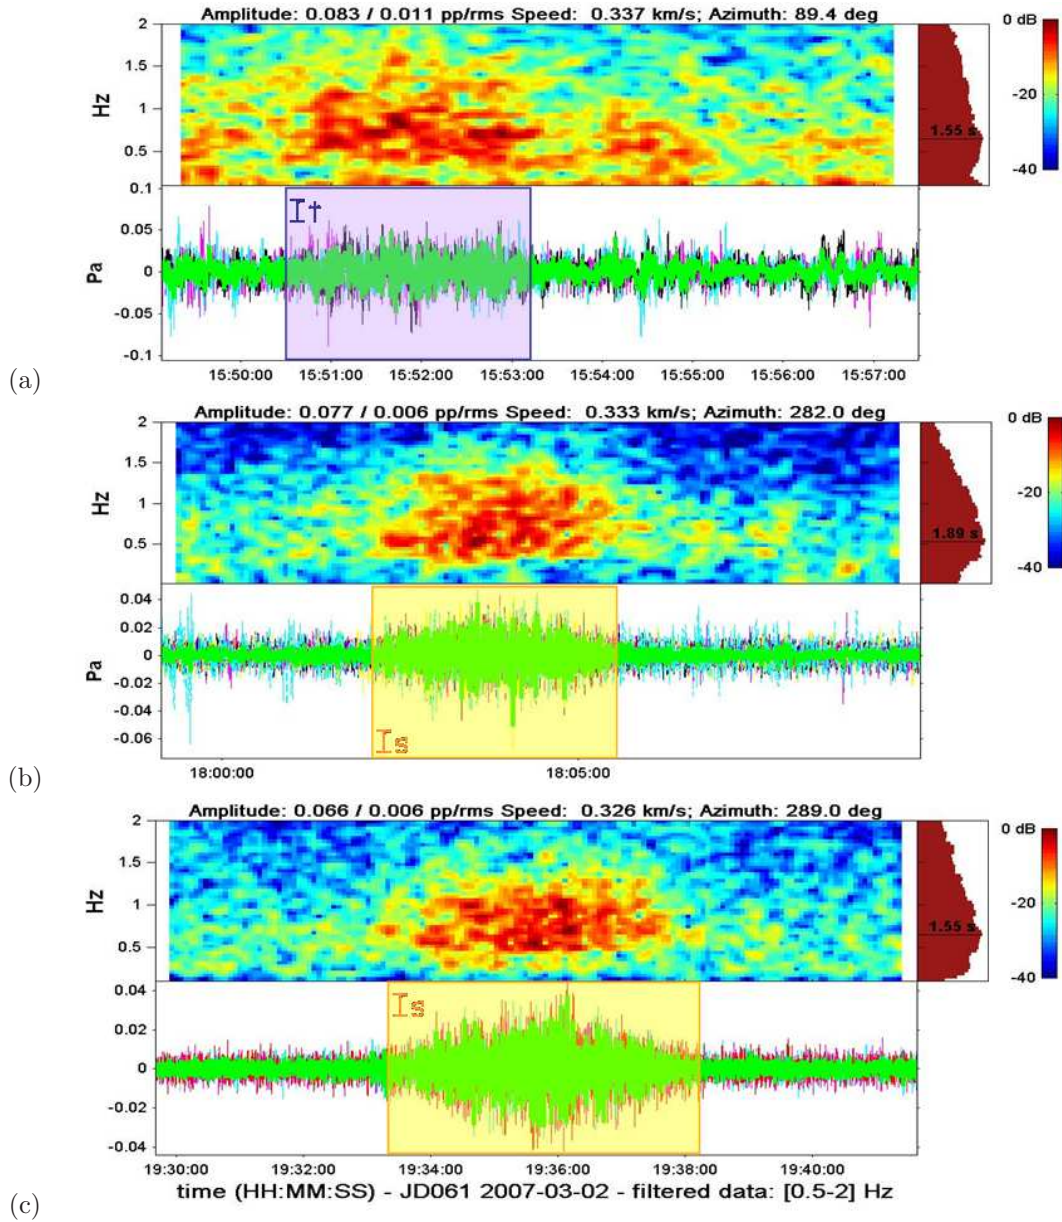 Amplitude: 0.083 / 0.011 pp/rms Speed: 0.337 km/s; Azimuth: 89.4 deg
2
1.5
1
0.5
Hz
1.55 s
0 dB
-20
-40
0.1
0.05
0
-0.05
-0.1
Pa
It
15:50:00 15:51:00 15:52:00 15:53:00 15:54:00 15:55:00 15:56:00 15:57:00
(a)
Amplitude: 0.077 / 0.006 pp/rms Speed: 0.333 km/s; Azimuth: 282.0 deg
2
1.5
1
0.5
Hz
1.89 s
0 dB
-20
-40
0.04
0.02
0
-0.02
-0.04
-0.06
Pa
Is
18:00:00 18:05:00
(b)
Amplitude: 0.066 / 0.006 pp/rms Speed: 0.326 km/s; Azimuth: 289.0 deg
2
1.5
1
0.5
Hz
1.55 s
0 dB
-20
-40
0.04
0.02
0
-0.02
-0.04
Is
19:30:00 19:32:00 19:34:00 19:36:00 19:38:00 19:40:00
time (HH:MM:SS) - JD061 2007-03-02 - filtered data: [0.5-2] Hz
(c)